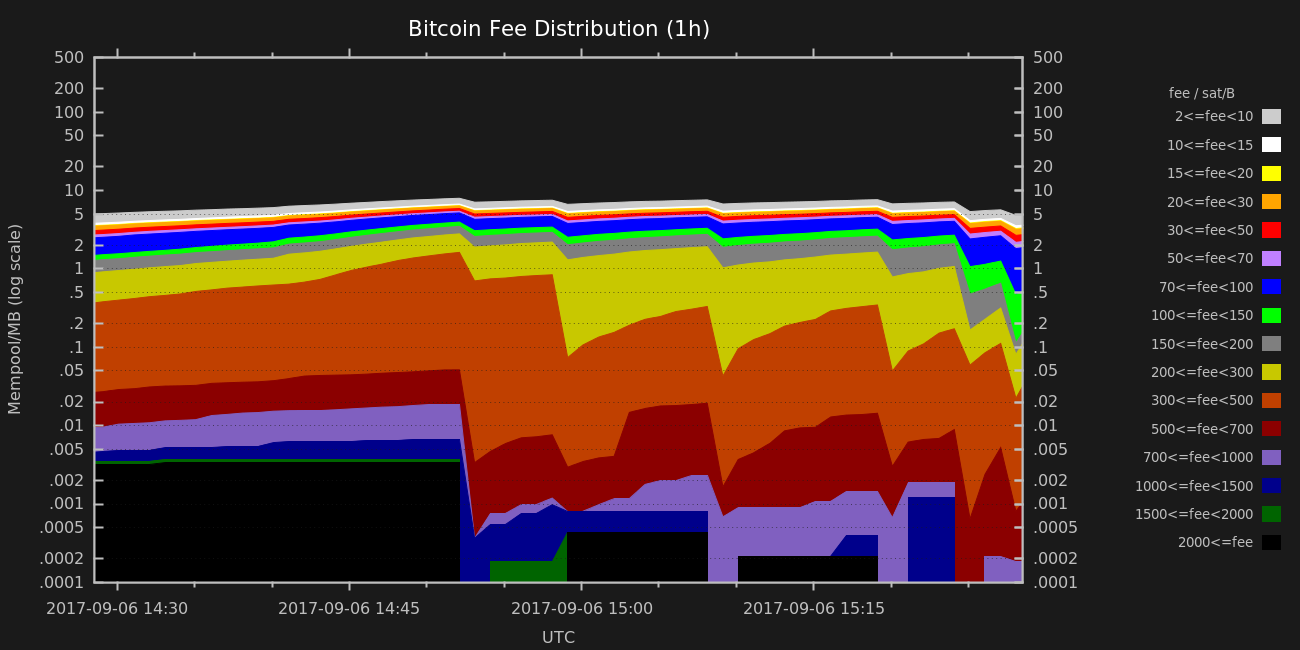 Bitcoin Fee Distribution (1h)
500 500
200 200
100 100
50 50
20 20
10 10
5 5
2 2
1 1
.5 .5
.2 .2
.1 .1
.05 .05
.02 .02
.01 .01
.005 .005
.002 .002
.001 .001
.0005 .0005
.0002 .0002
.0001 .0001
Mempool/MB (log scale)
2017-09-06 14:30 2017-09-06 14:45 2017-09-06 15:00 2017-09-06 15:15
UTC
fee / sat/B
2<=fee<10
10<=fee<15
15<=fee<20
20<=fee<30
30<=fee<50
50<=fee<70
70<=fee<100
100<=fee<150
150<=fee<200
200<=fee<300
300<=fee<500
500<=fee<700
700<=fee<1000
1000<=fee<1500
1500<=fee<2000
2000<=fee